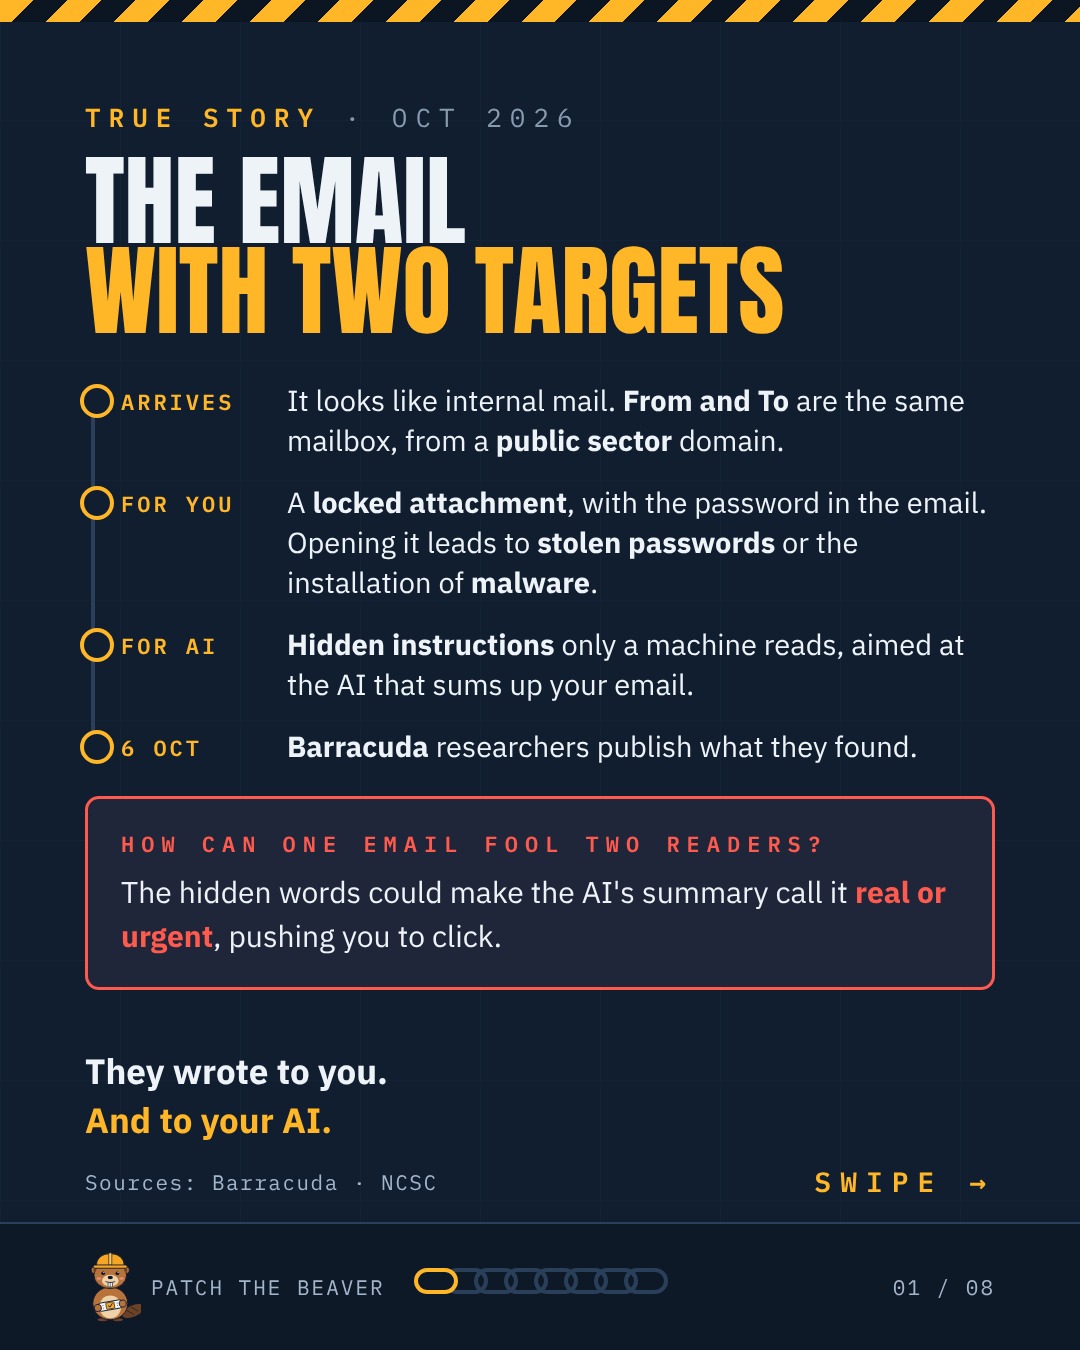 TRUE STORY · OCT 2026
THE EMAIL
WITH TWO TARGETS
ARRIVES
It looks like internal mail. From and To are the same
mailbox, from a public sector domain.
FOR YOU
A locked attachment, with the password in the email.
Opening it leads to stolen passwords or the
installation of malware.
FOR AI
Hidden instructions only a machine reads, aimed at
the AI that sums up your email.
6 OCT
Barracuda researchers publish what they found.
HOW CAN ONE EMAIL FOOL TWO READERS?
The hidden words could make the AI's summary call it real or
urgent, pushing you to click.
They wrote to you.
And to your AI.
Sources: Barracuda · NCSC
SWIPE →
PATCH THE BEAVER
01 / 08